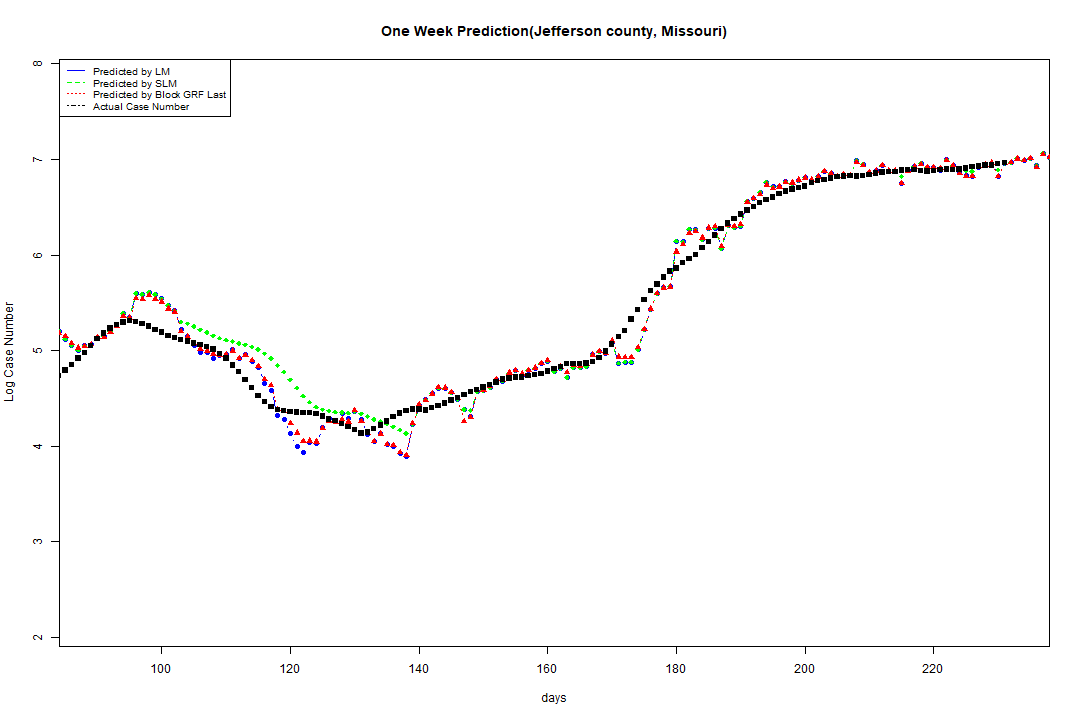 One Week Prediction(Jefferson county, Missouri)
Predicted by LM
Predicted by SLM
Predicted by Block GRF Last
Actual Case Number
8
7
6
5
4
3
2
Log Case Number
100 120 140 160 180 200 220
days